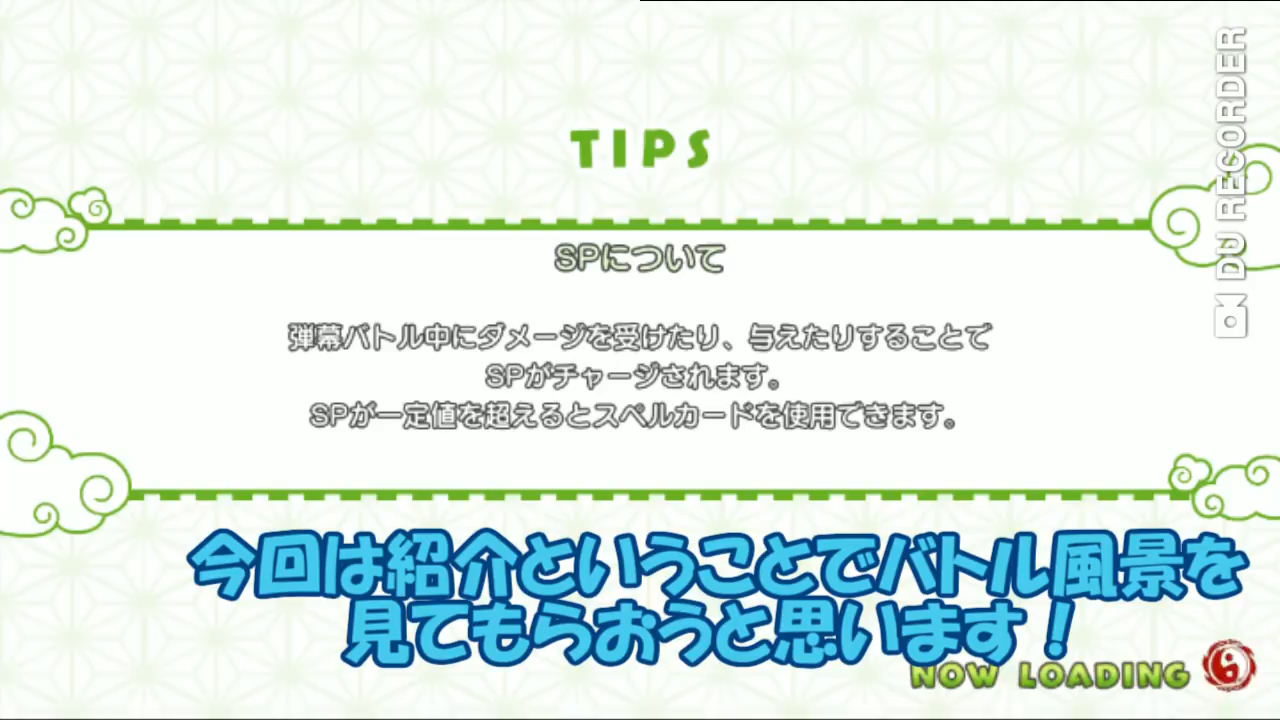 TIPS
DU RECORDER
SPについて
弾幕バトル中にダメージを受けたり、与えたりすることで
SPがチャージされます。
SPが一定値を超えるとスペルカードを使用できます。
今回は紹介ということでバトル風景を
見てもらおうと思います！
NOW LOADING